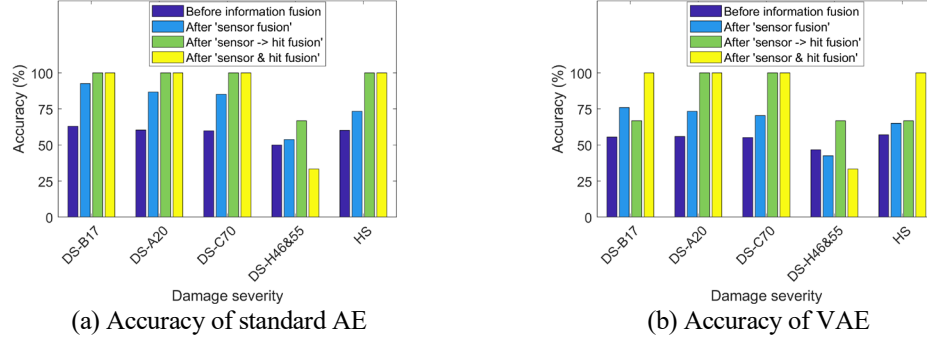 Before information fusion
After 'sensor fusion'
After 'sensor -> hit fusion'
After 'sensor & hit fusion'
Accuracy (%)
100
75
50
25
0
DS-B17
DS-A20
DS-C70
DS-H46&55
HS
Damage severity
(a) Accuracy of standard AE
Before information fusion
After 'sensor fusion'
After 'sensor -> hit fusion'
After 'sensor & hit fusion'
Accuracy (%)
100
75
50
25
0
DS-B17
DS-A20
DS-C70
DS-H46&55
HS
Damage severity
(b) Accuracy of VAE